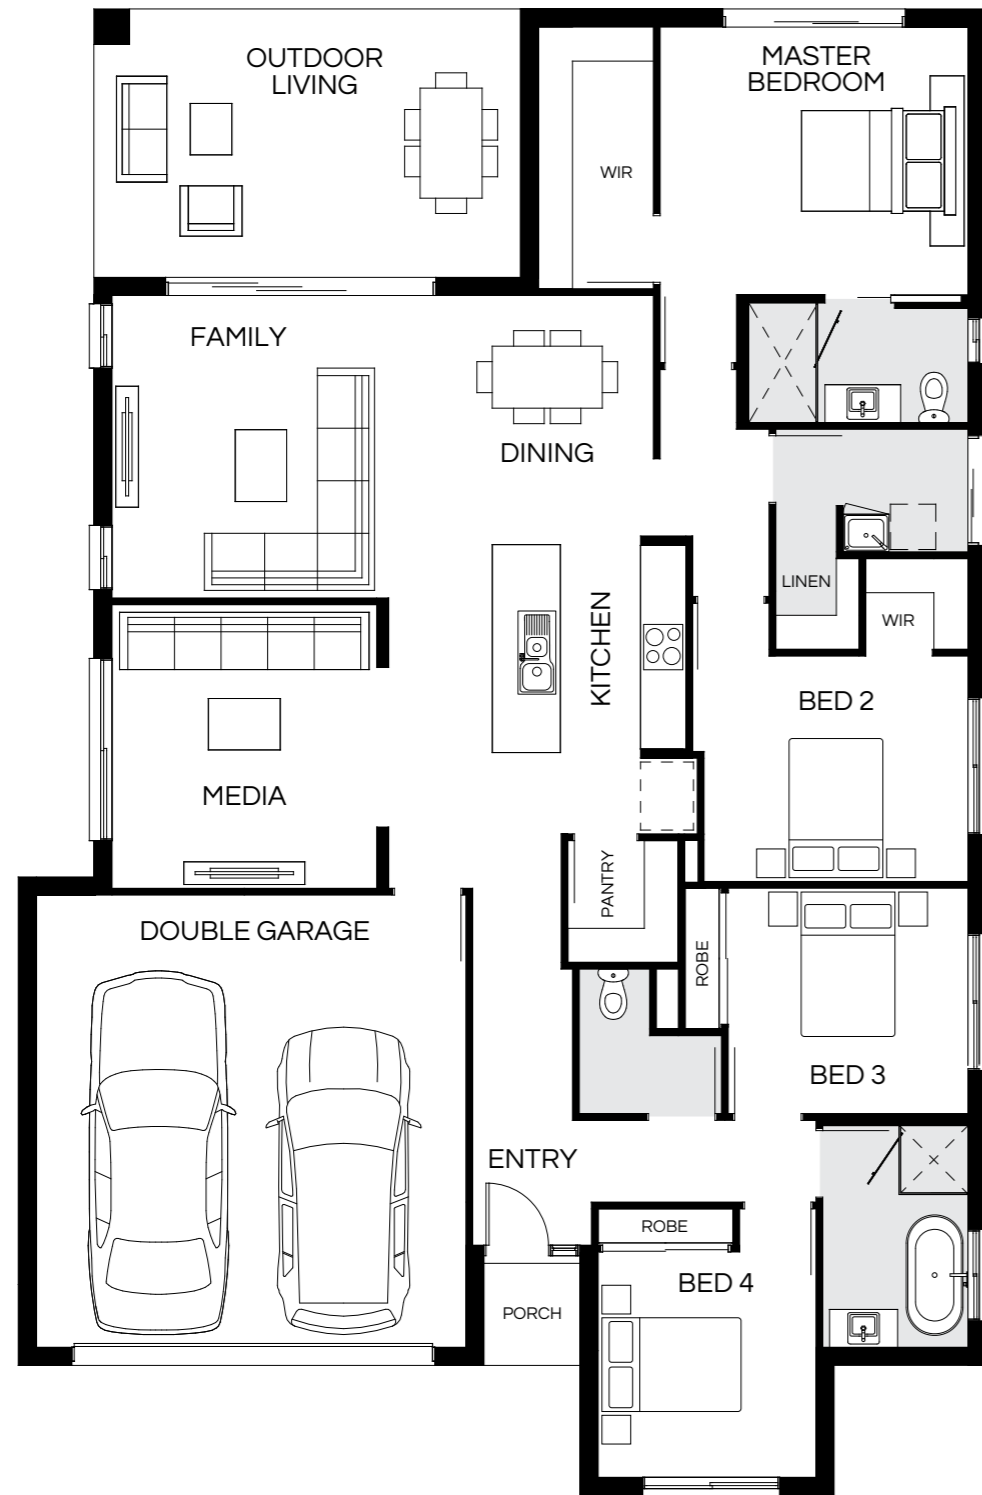 OUTDOOR
LIVING
MASTER
BEDROOM
WIR
FAMILY
DINING
LINEN
WIR
KITCHEN
BED 2
MEDIA
PANTRY
DOUBLE GARAGE
ROBE
BED 3
ENTRY
ROBE
BED 4
PORCH